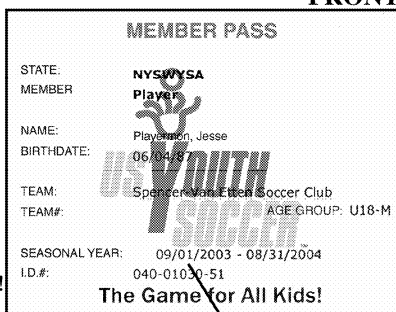 FRONT
MEMBER PASS
STATE: NYSWYSA
MEMBER Player
NAME: Playermon, Jesse
BIRTHDATE: 06/04/87
US YOUTH SOCCER
TEAM: Spencer-Van Etten Soccer Club
TEAM#: AGE GROUP: U18-M
SEASONAL YEAR: 09/01/2003 - 08/31/2004
I.D.#: 040-01030-51
The Game for All Kids!